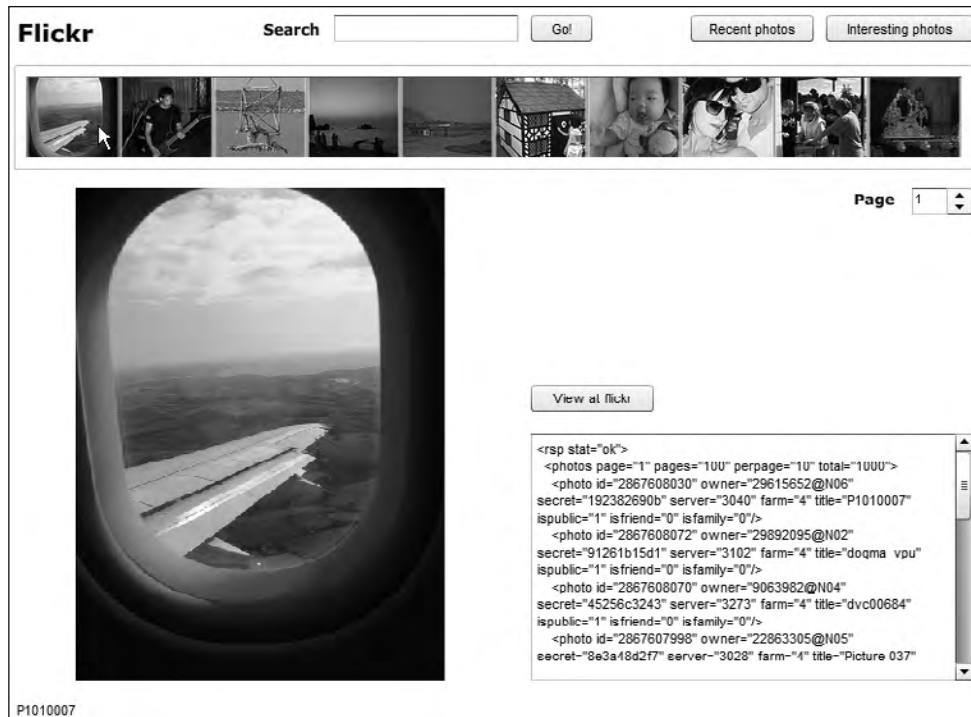 Flickr
Search
Go!
Recent photos
Interesting photos
Page
1
View at flickr
<rsp stat="ok">
<photos page="1" pages="100" perpage="10" total="1000">
<photo id="2867608030" owner="29615652@N06"
secret="192382690b" server="3040" farm="4" title="P1010007"
ispublic="1" isfriend="0" isfamily="0"/>
<photo id="2867608072" owner="29892095@N02"
secret="91261b15d1" server="3102" farm="4" title="dogma_vpu"
ispublic="1" isfriend="0" isfamily="0"/>
<photo id="2867608070" owner="9063982@N04"
secret="45256c3243" server="3273" farm="4" title="dvc00684"
ispublic="1" isfriend="0" isfamily="0"/>
<photo id="2867607998" owner="22863305@N05"
secret="8e3a48d2f7" server="3028" farm="4" title="Picture 037"
P1010007